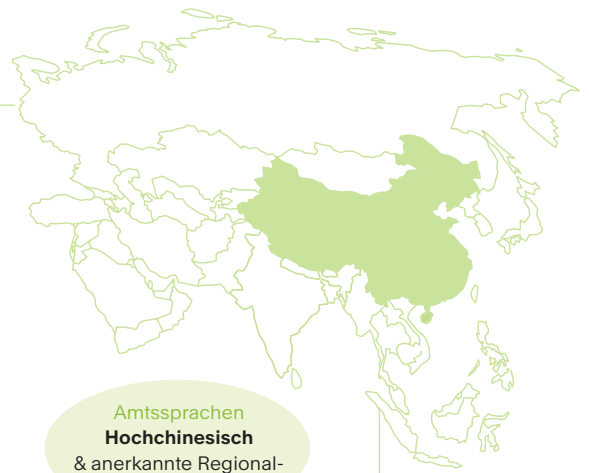 Amtssprachen
Hochchinesisch
& anerkannte Regional-